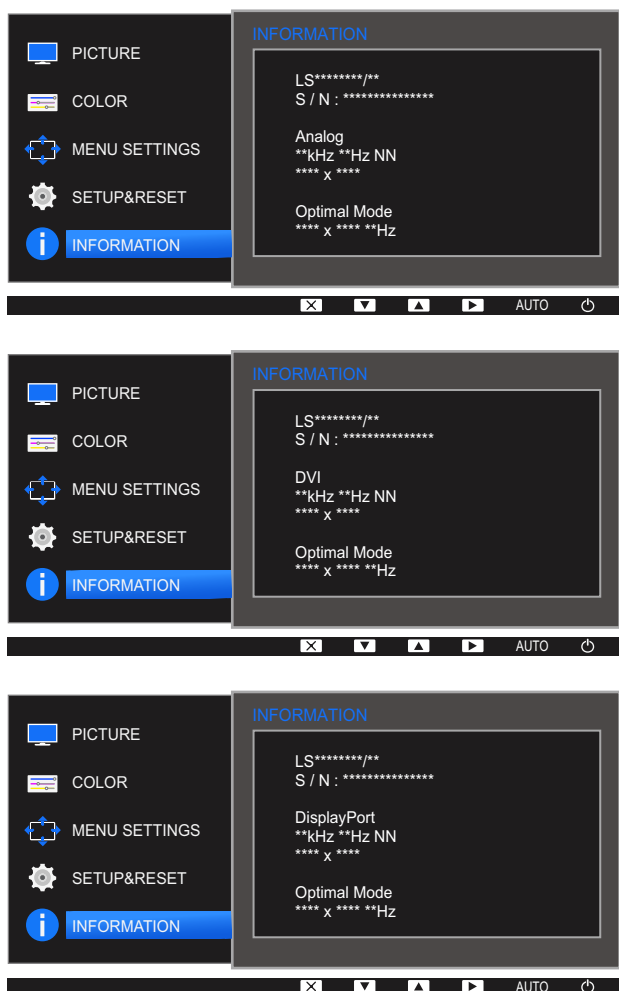 INFORMATION
PICTURE
COLOR
MENU SETTINGS
SETUP&RESET
INFORMATION
LS********/**
S / N : ***************
Analog
**kHz **Hz NN
**** x ****
Optimal Mode
**** x **** **Hz
AUTO
INFORMATION
PICTURE
COLOR
MENU SETTINGS
SETUP&RESET
INFORMATION
LS********/**
S / N : ***************
DVI
**kHz **Hz NN
**** x ****
Optimal Mode
**** x **** **Hz
AUTO
INFORMATION
PICTURE
COLOR
MENU SETTINGS
SETUP&RESET
INFORMATION
LS********/**
S / N : ***************
DisplayPort
**kHz **Hz NN
**** x ****
Optimal Mode
**** x **** **Hz
AUTO